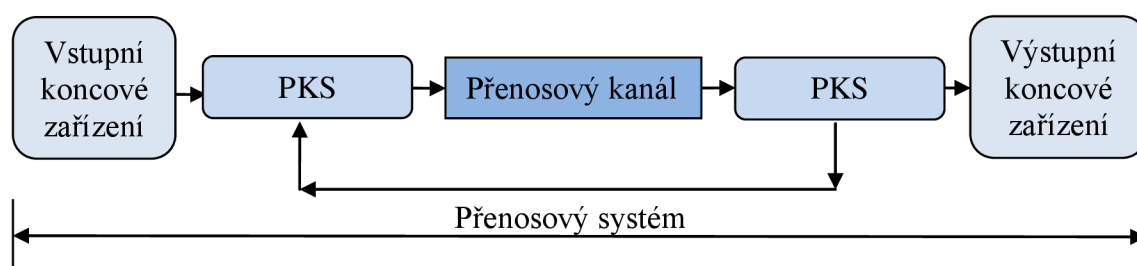 Vstupní
koncové
zařízení
PKS
Přenosový kanál
PKS
Výstupní
koncové
zařízení
Přenosový systém